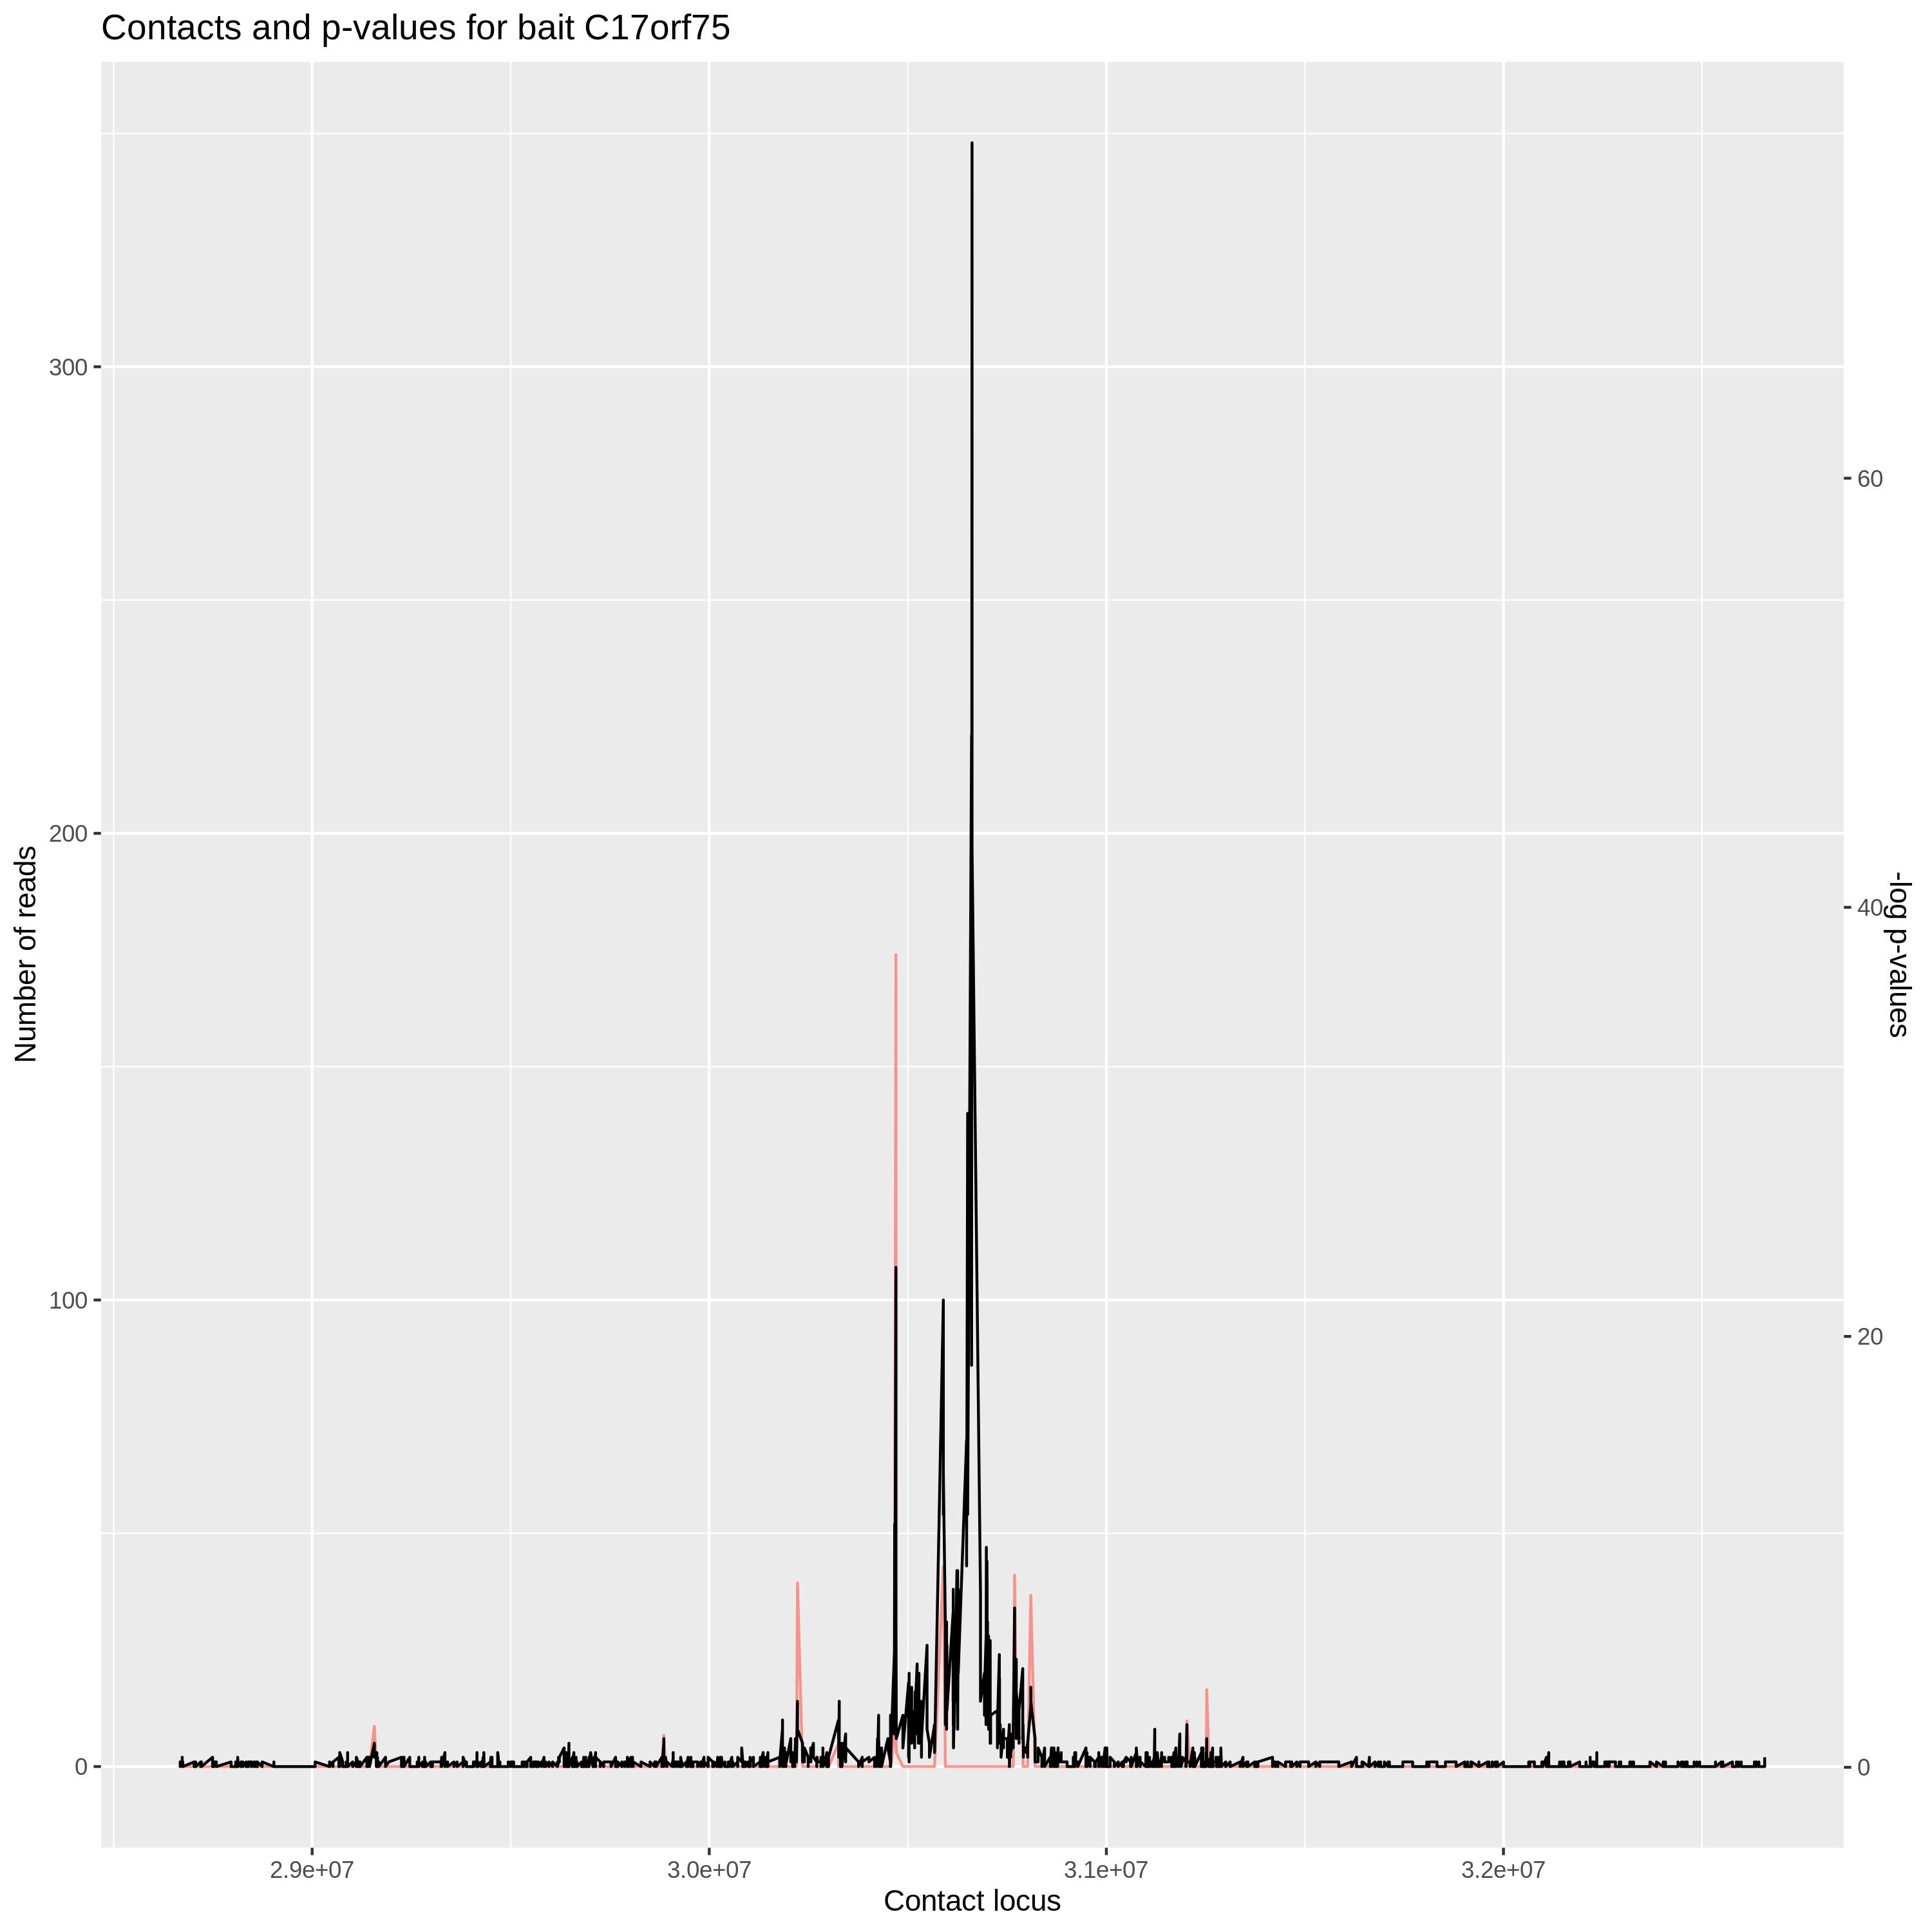 Contacts and p-values for bait C17orf75
300
200
100
0
Number of reads
60
40
20
0
-log p-values
2.9e+07
3.0e+07
3.1e+07
3.2e+07
Contact locus